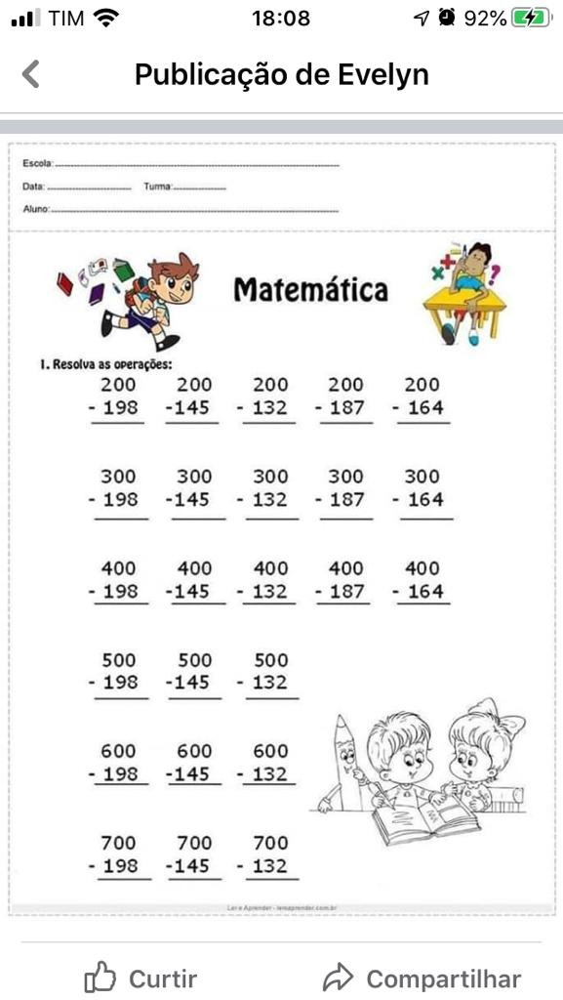 TIM 18:08 92%
Publicação de Evelyn
Escola:
Data: Turma:
Aluno:
Matemática
1. Resolva as operações:
200 200 200 200 200
- 198 -145 - 132 - 187 - 164
300 300 300 300 300
- 198 -145 - 132 - 187 - 164
400 400 400 400 400
- 198 -145 - 132 - 187 - 164
500 500 500
- 198 -145 - 132
600 600 600
- 198 -145 - 132
700 700 700
- 198 -145 - 132
Ler e Aprender - lereaprender.com.br
Curtir Compartilhar